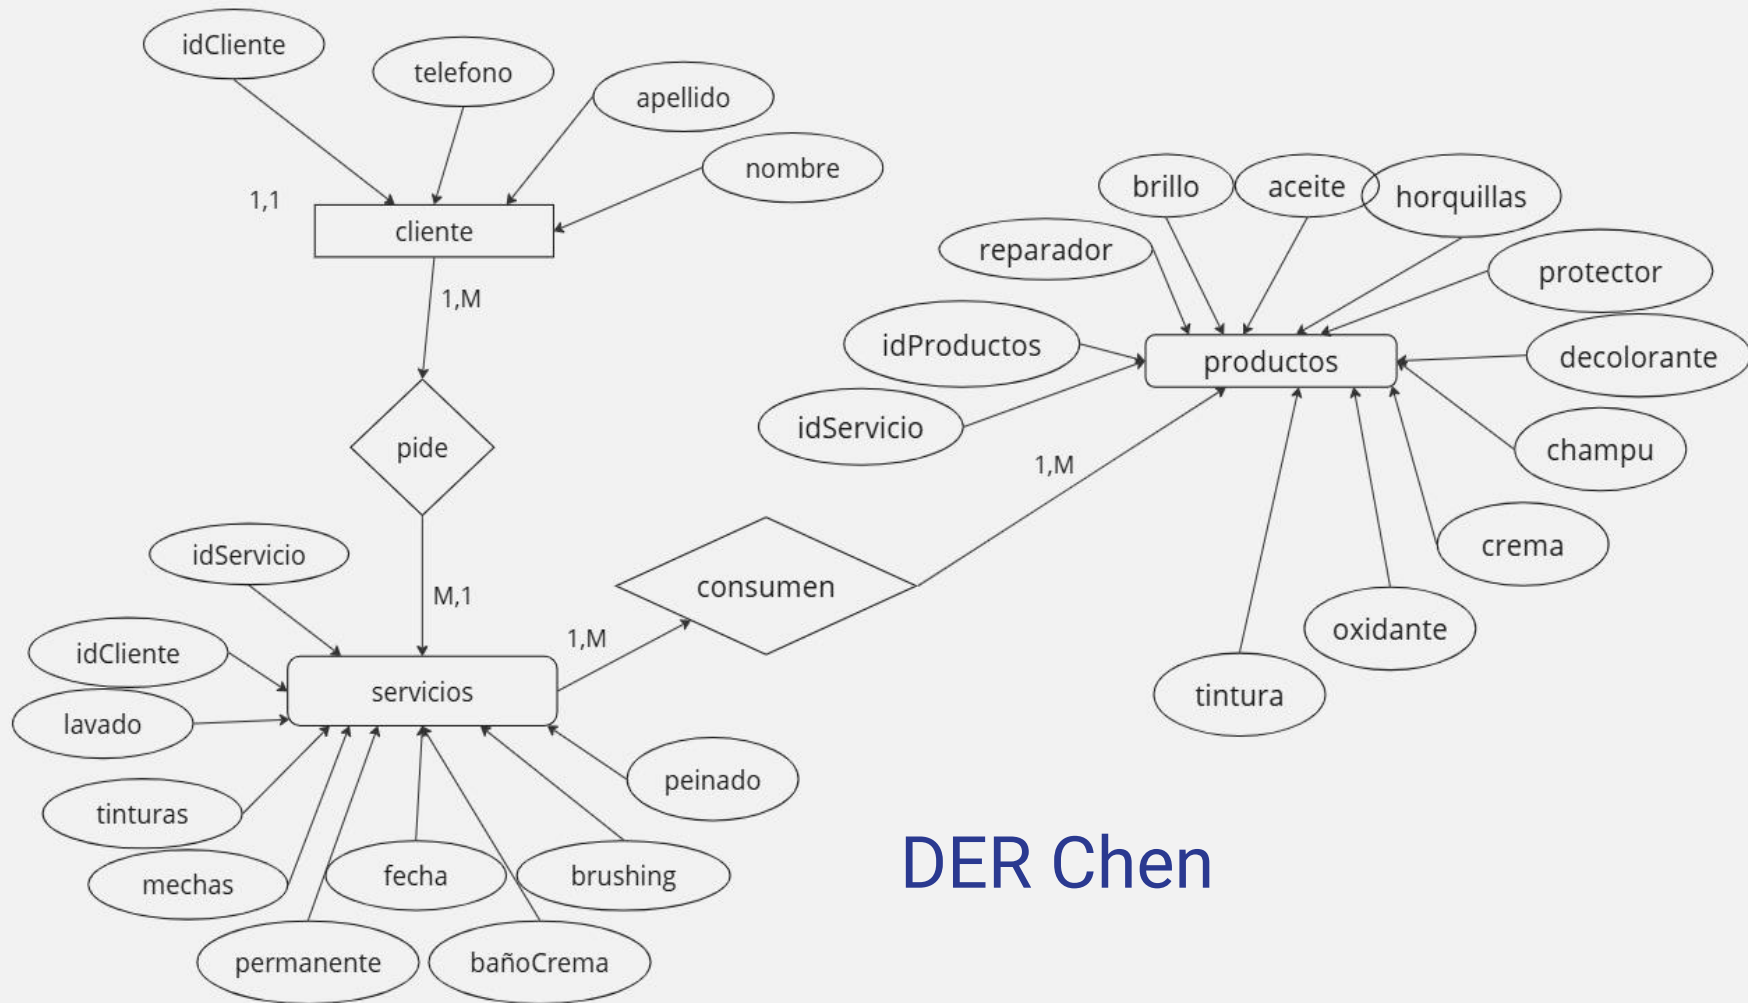 idCliente
telefono
apellido
nombre
1,1
cliente
1,M
pide
M,1
brillo
aceite
horquillas
reparador
protector
idProductos
productos
decolorante
idServicio
champu
1,M
crema
consumen
oxidante
tintura
1,M
idServicio
idCliente
servicios
lavado
peinado
tinturas
mechas
fecha
brushing
permanente
bañoCrema
DER Chen